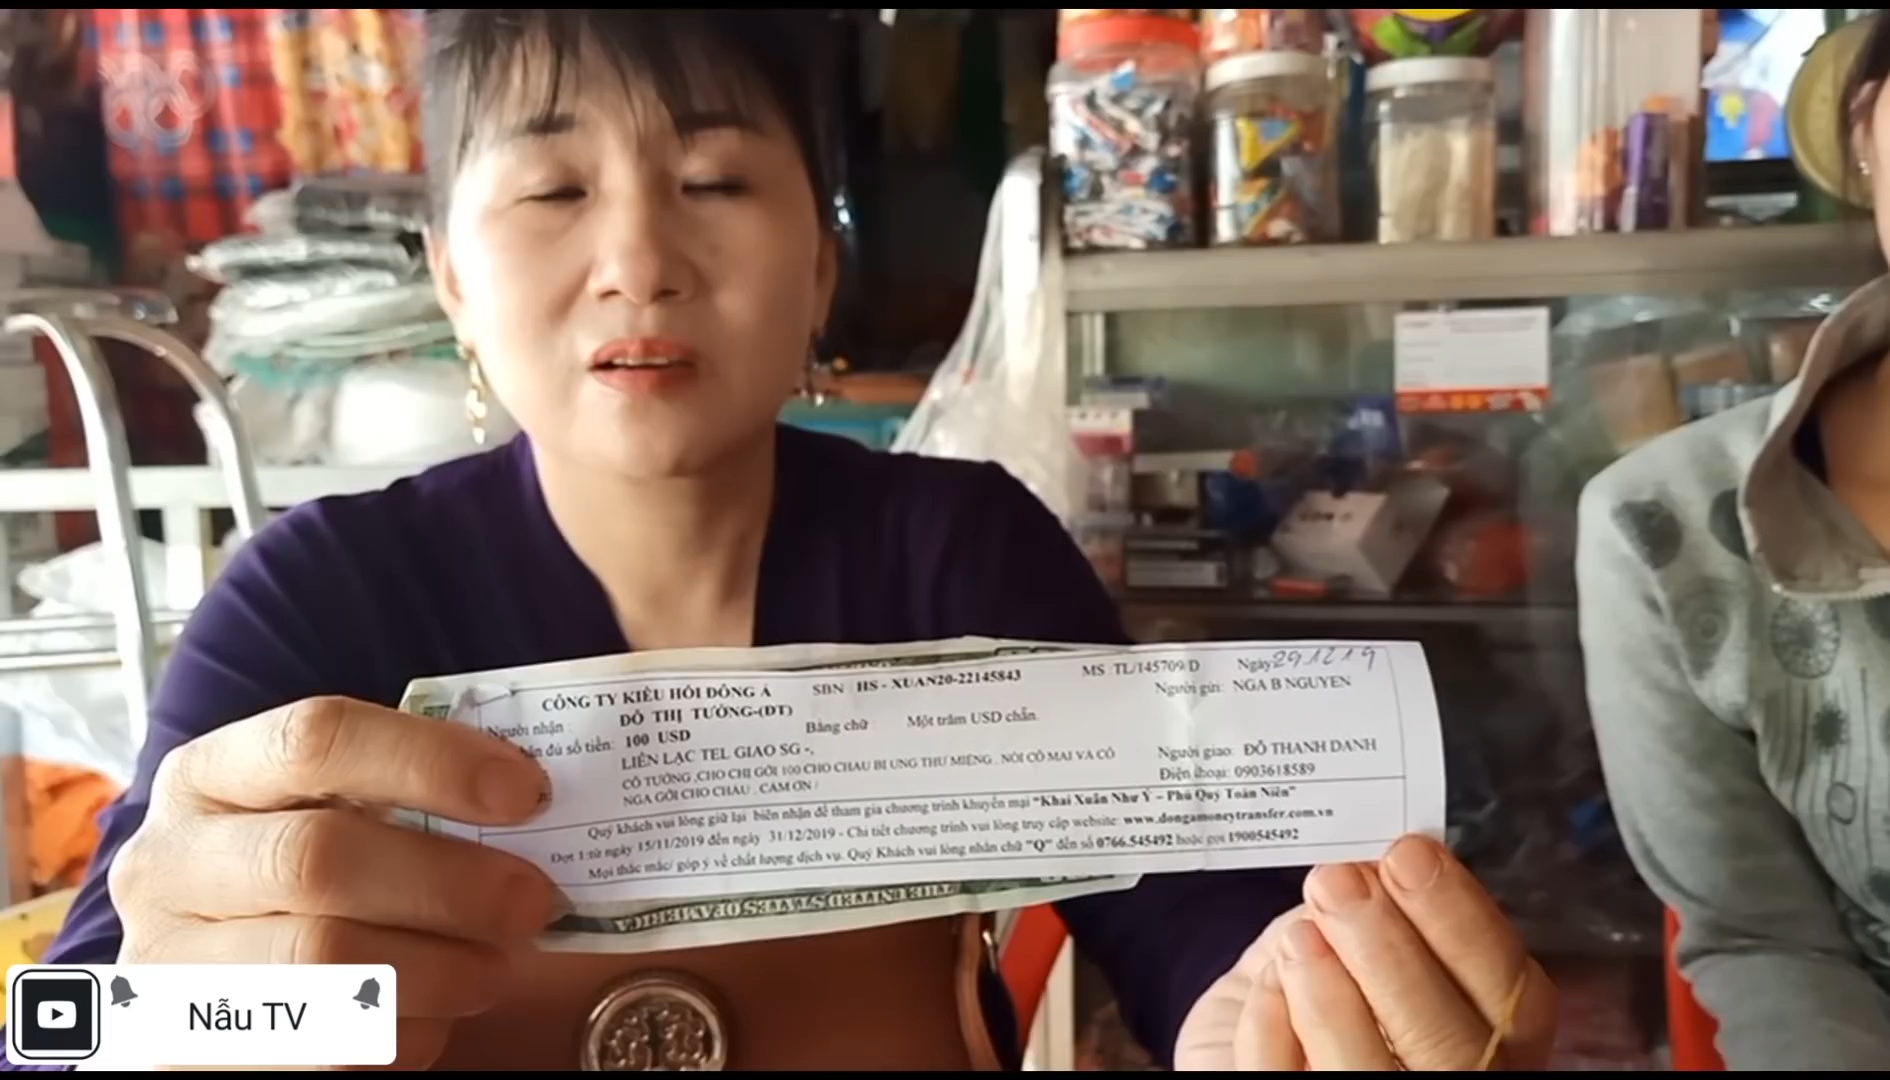 CÔNG TY KIỀU HỐI ĐÔNG Á SBN HS - XUAN20-22145843 MS TL/145709/D Ngày 29 12 19
Người nhận : ĐỖ THỊ TƯỜNG-(DT) Người gửi: NGA B NGUYEN
đủ số tiền: 100 USD Bằng chữ Một trăm USD chẵn.
LIÊN LẠC TEL GIAO SG -, Người giao: ĐỖ THANH DANH
CÔ TƯỜNG ,CHO CHỊ GỞI 100 CHO CHAU BỊ UNG THƯ MIỆNG . NÓI CÔ MAI VA CÔ Điện thoại: 0903618589
NGA GỞI CHO CHÁU . CÁM ƠN /
Quý khách vui lòng giữ lại biên nhận để tham gia chương trình khuyến mại "Khai Xuân Như Ý – Phú Quý Toàn Niên"
Đợt 1:từ ngày 15/11/2019 đến ngày 31/12/2019 - Chi tiết chương trình vui lòng truy cập website: www.dongamoneytransfer.com.vn
Mọi thắc mắc/ góp ý về chất lượng dịch vụ. Quý Khách vui lòng nhắn chữ "Q" đến số 0766.545492 hoặc gọi 1900545492
THE UNITED STATES OF AMERICA
Nẫu TV